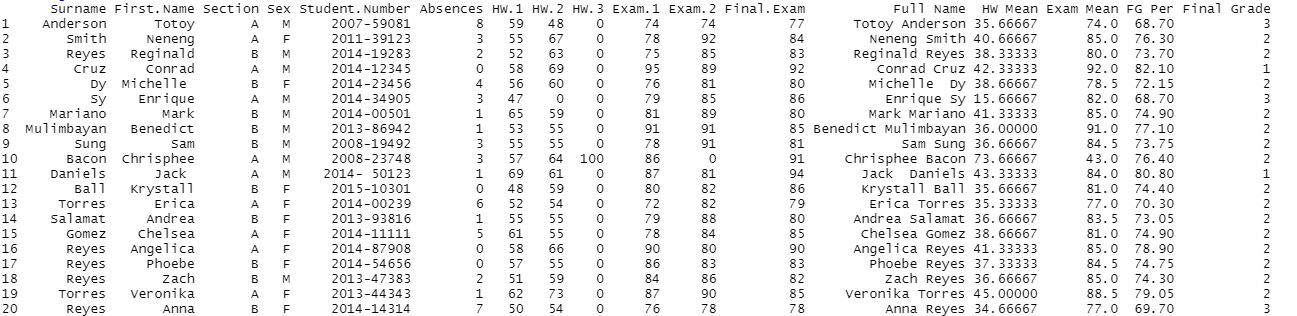 Surname First.Name Section Sex Student.Number Absences HW.1 HW.2 HW.3 Exam.1 Exam.2 Final.Exam Full Name HW Mean Exam Mean FG Per Final Grade
1 Anderson Totoy A M 2007-59081 8 59 48 0 74 74 77 Totoy Anderson 35.66667 74.0 68.70 3
2 Smith Neneng A F 2011-39123 3 55 67 0 78 92 84 Neneng Smith 40.66667 85.0 76.30 2
3 Reyes Reginald B M 2014-19283 2 52 63 0 75 85 83 Reginald Reyes 38.33333 80.0 73.70 2
4 Cruz Conrad A M 2014-12345 0 58 69 0 95 89 92 Conrad Cruz 42.33333 92.0 82.10 1
5 Dy Michelle B F 2014-23456 4 56 60 0 76 81 80 Michelle  Dy 38.66667 78.5 72.15 2
6 Sy Enrique A M 2014-34905 3 47 0 0 79 85 86 Enrique Sy 15.66667 82.0 68.70 3
7 Mariano Mark B M 2014-00501 1 65 59 0 81 89 80 Mark Mariano 41.33333 85.0 74.90 2
8 Mulimbayan Benedict B M 2013-86942 1 53 55 0 91 91 85 Benedict Mulimbayan 36.00000 91.0 77.10 2
9 Sung Sam B M 2008-19492 3 55 55 0 78 91 81 Sam Sung 36.66667 84.5 73.75 2
10 Bacon Chrisphee A M 2008-23748 3 57 64 100 86 0 91 Chrisphee Bacon 73.66667 43.0 76.40 2
11 Daniels Jack A M 2014- 50123 1 69 61 0 87 81 94 Jack  Daniels 43.33333 84.0 80.80 1
12 Ball Krystall B F 2015-10301 0 48 59 0 80 82 86 Krystall Ball 35.66667 81.0 74.40 2
13 Torres Erica A F 2014-00239 6 52 54 0 72 82 79 Erica Torres 35.33333 77.0 70.30 2
14 Salamat Andrea B F 2013-93816 1 55 55 0 79 88 80 Andrea Salamat 36.66667 83.5 73.05 2
15 Gomez Chelsea A F 2014-11111 5 61 55 0 78 84 85 Chelsea Gomez 38.66667 81.0 74.90 2
16 Reyes Angelica A F 2014-87908 0 58 66 0 90 80 90 Angelica Reyes 41.33333 85.0 78.90 2
17 Reyes Phoebe B F 2014-54656 0 57 55 0 86 83 83 Phoebe Reyes 37.33333 84.5 74.75 2
18 Reyes Zach B M 2013-47383 2 51 59 0 84 86 82 Zach Reyes 36.66667 85.0 74.30 2
19 Torres Veronika A F 2013-44343 1 62 73 0 87 90 85 Veronika Torres 45.00000 88.5 79.05 2
20 Reyes Anna B F 2014-14314 7 50 54 0 76 78 78 Anna Reyes 34.66667 77.0 69.70 3